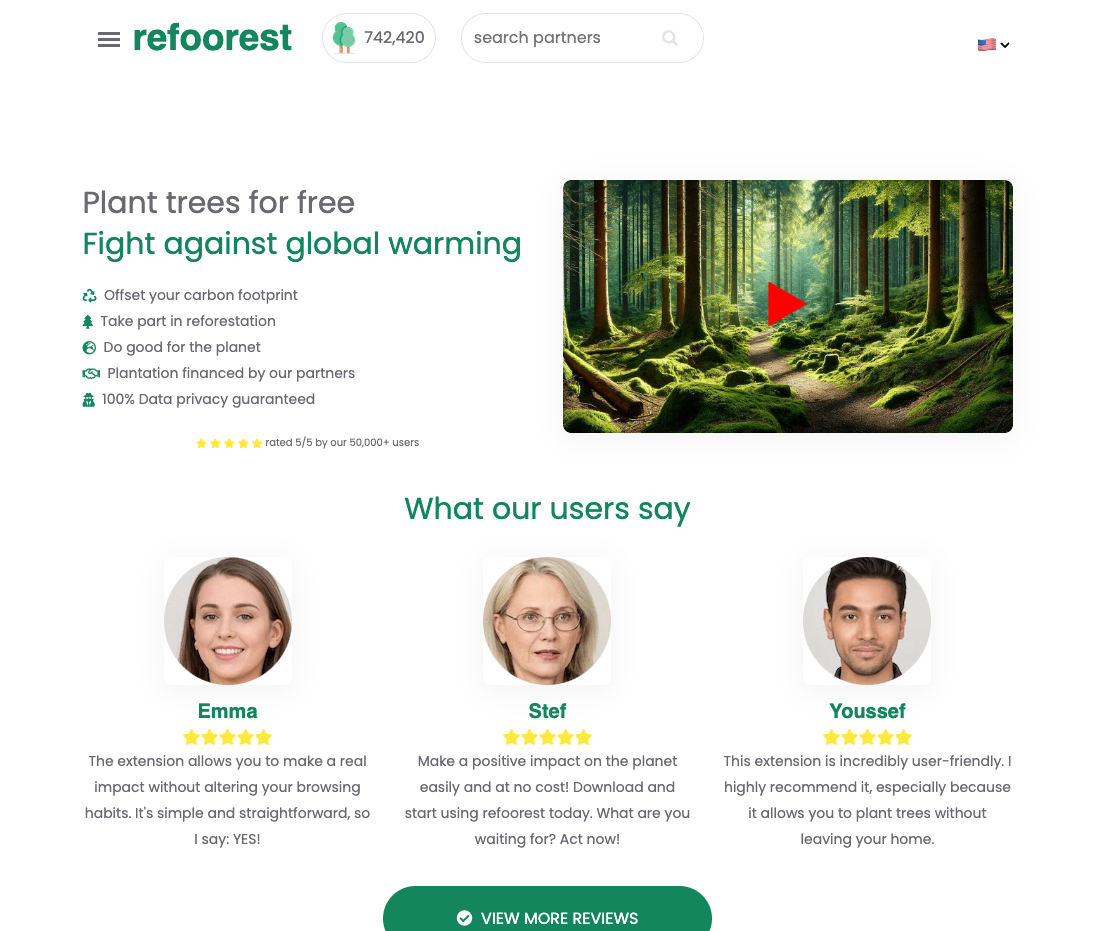 refoorest
742,420
search partners
Plant trees for free
Fight against global warming
Offset your carbon footprint
Take part in reforestation
Do good for the planet
Plantation financed by our partners
100% Data privacy guaranteed
rated 5/5 by our 50,000+ users
What our users say
Emma
The extension allows you to make a real
impact without altering your browsing
habits. It's simple and straightforward, so
I say: YES!
Stef
Make a positive impact on the planet
easily and at no cost! Download and
start using refoorest today. What are you
waiting for? Act now!
Youssef
This extension is incredibly user-friendly. I
highly recommend it, especially because
it allows you to plant trees without
leaving your home.
VIEW MORE REVIEWS